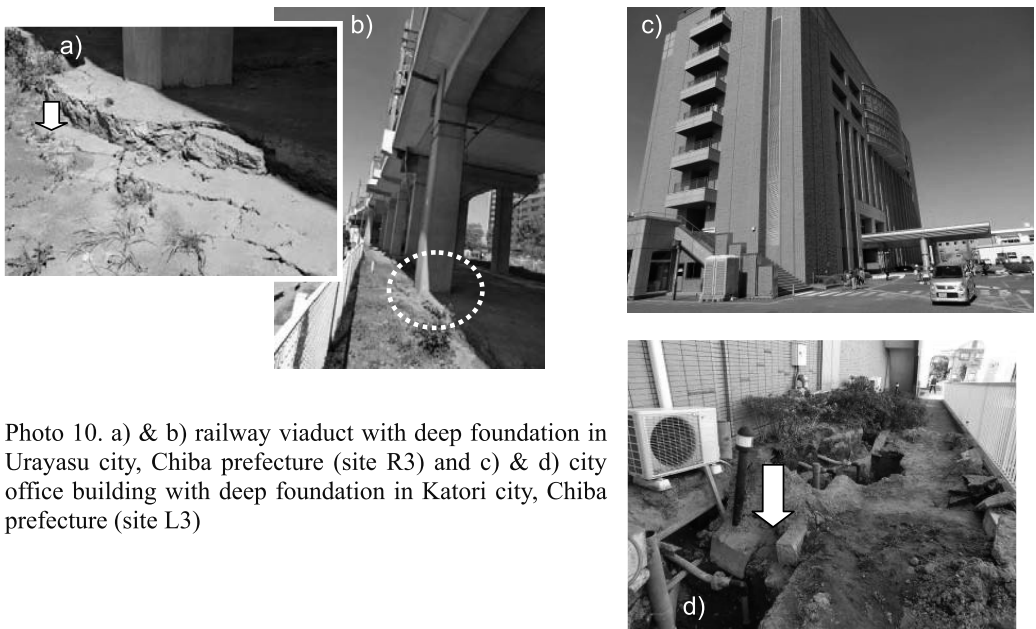 a)
b)
c)
d)
Photo 10. a) & b) railway viaduct with deep foundation in
Urayasu city, Chiba prefecture (site R3) and c) & d) city
office building with deep foundation in Katori city, Chiba
prefecture (site L3)